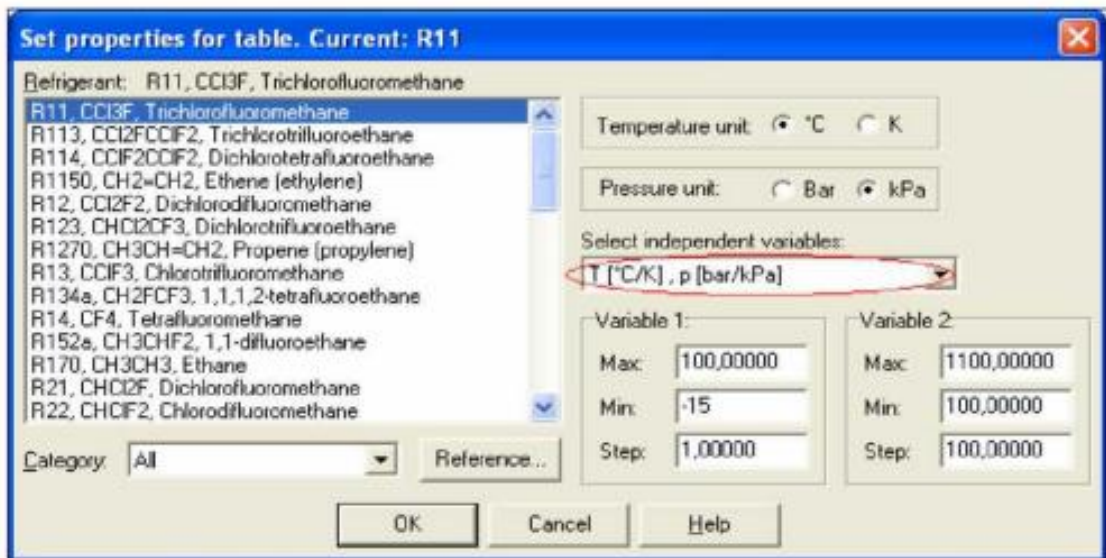 Set properties for table. Current: R11
Refrigerant: R11, CCl3F, Trichlorofluoromethane
R11, CCl3F, Trichlorofluoromethane
R113, CCl2FCClF2, Trichlorotrifluoroethane
R114, CClF2CClF2, Dichlorotetrafluoroethane
R1150, CH2=CH2, Ethene (ethylene)
R12, CCl2F2, Dichlorodifluoromethane
R123, CHCl2CF3, Dichlorotrifluoroethane
R1270, CH3CH=CH2, Propene (propylene)
R13, CClF3, Chlorotrifluoromethane
R134a, CH2FCF3, 1,1,1,2-tetrafluoroethane
R14, CF4, Tetrafluoromethane
R152a, CH3CHF2, 1,1-difluoroethane
R170, CH3CH3, Ethane
R21, CHCl2F, Dichlorofluoromethane
R22, CHClF2, Chlorodifluoromethane
Category: All
Reference...
Temperature unit: °C K
Pressure unit: Bar kPa
Select independent variables:
T [°C/K] , p [bar/kPa]
Variable 1:
Max: 100,00000
Min: -15
Step: 1,00000
Variable 2:
Max: 1100,00000
Min: 100,00000
Step: 100,00000
OK Cancel Help